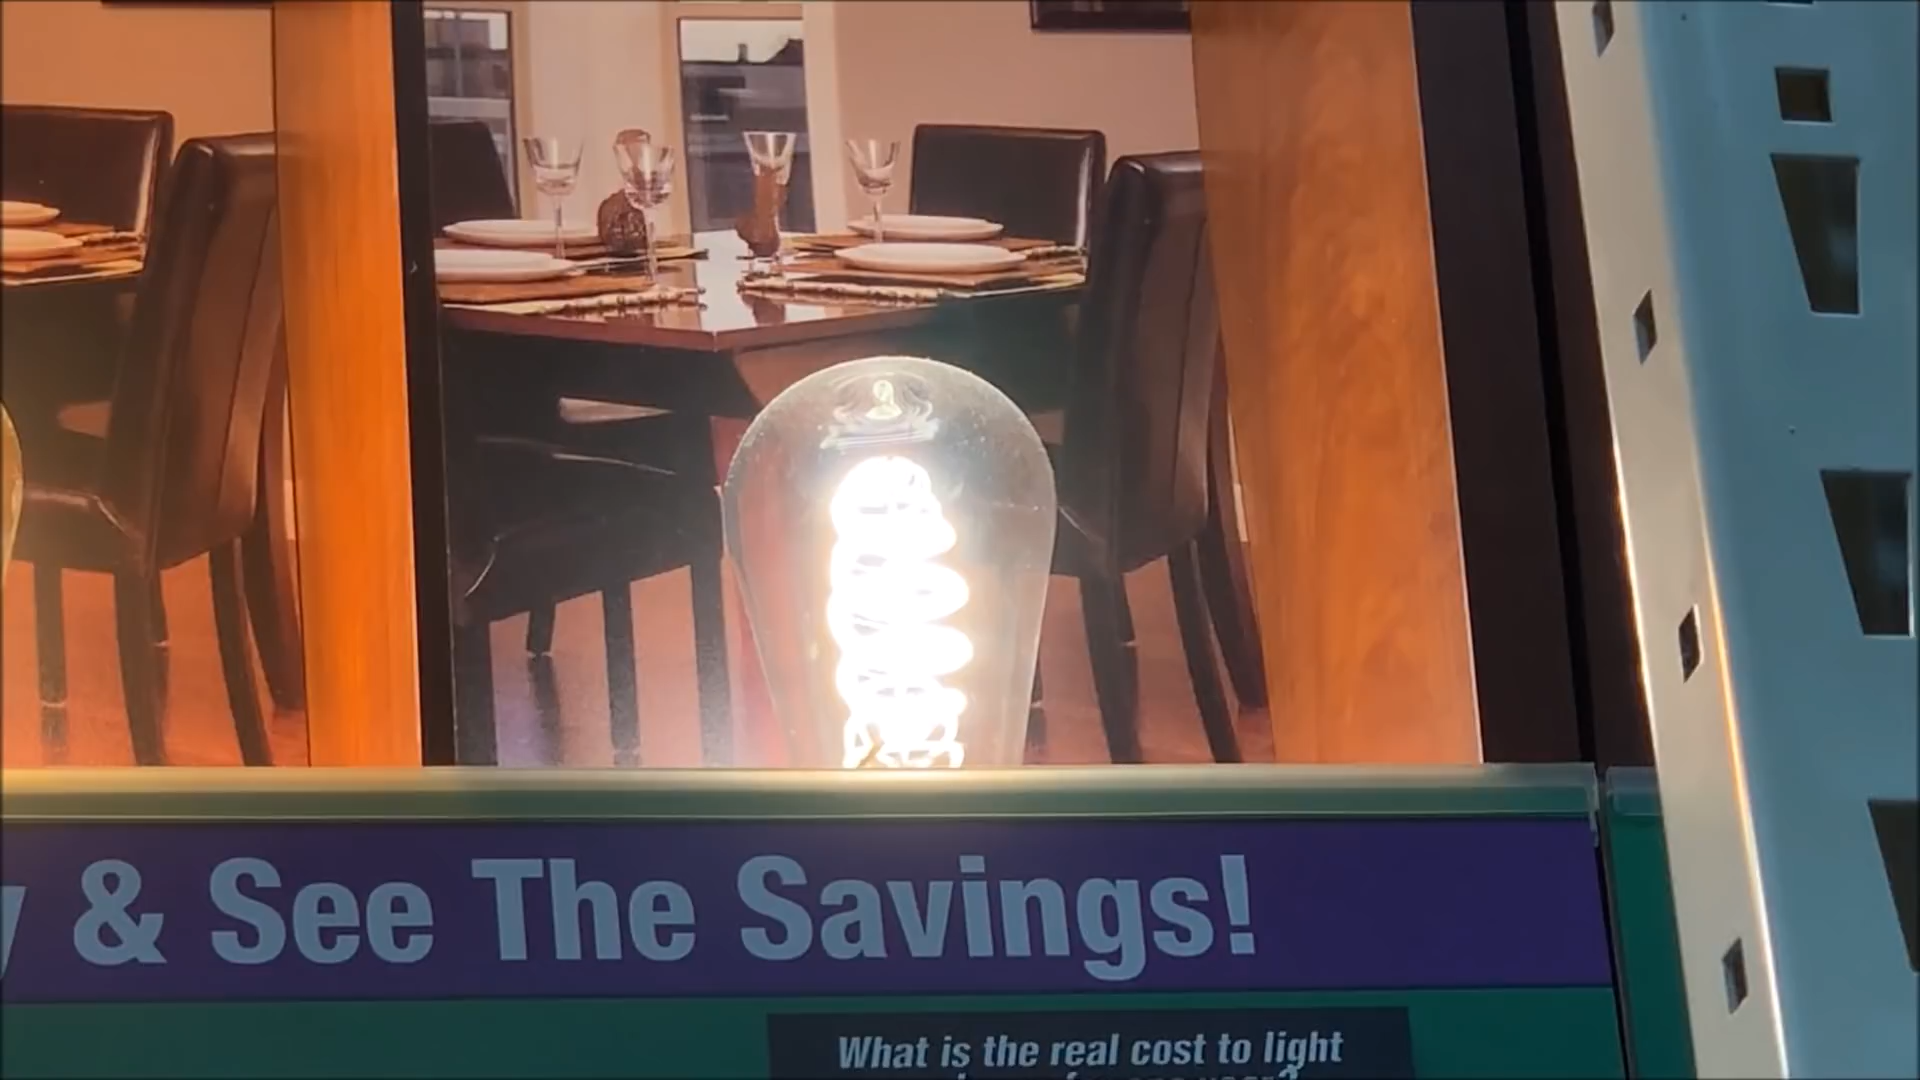 & See The Savings!
What is the real cost to light